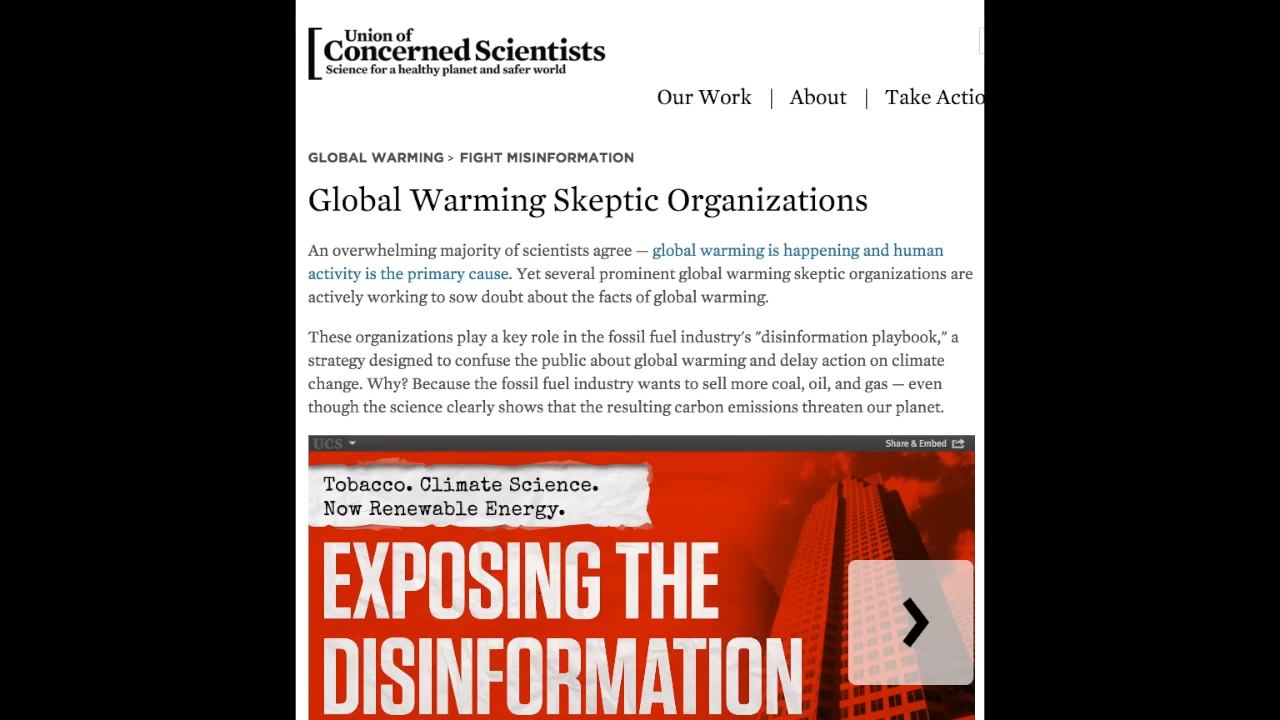 Union of
Concerned Scientists
Science for a healthy planet and safer world
Our Work | About | Take Actio
GLOBAL WARMING > FIGHT MISINFORMATION
Global Warming Skeptic Organizations
An overwhelming majority of scientists agree — global warming is happening and human
activity is the primary cause. Yet several prominent global warming skeptic organizations are
actively working to sow doubt about the facts of global warming.
These organizations play a key role in the fossil fuel industry's "disinformation playbook," a
strategy designed to confuse the public about global warming and delay action on climate
change. Why? Because the fossil fuel industry wants to sell more coal, oil, and gas — even
though the science clearly shows that the resulting carbon emissions threaten our planet.
UCS Share & Embed
Tobacco. Climate Science.
Now Renewable Energy.
EXPOSING THE
DISINFORMATION